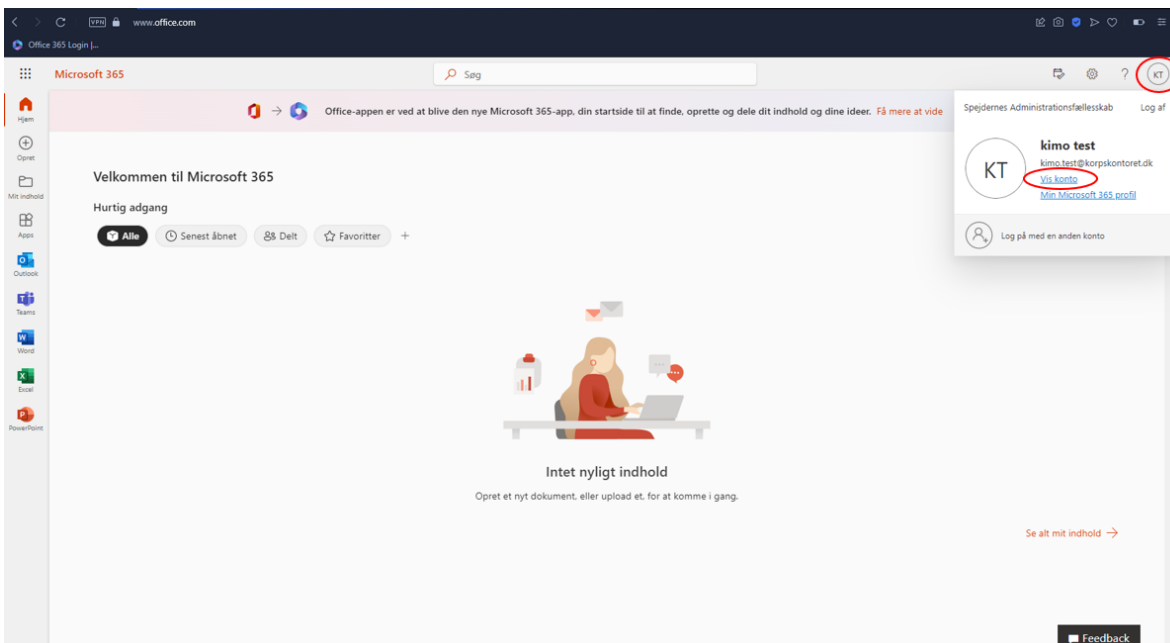 VPN www.office.com
Office 365 Login |...
Microsoft 365
Søg
?
KT
Office-appen er ved at blive den nye Microsoft 365-app, din startside til at finde, oprette og dele dit indhold og dine ideer. Få mere at vide
Spejdernes Administrationsfællesskab Log af
KT
kimo test
kimo.test@korpskontoret.dk
Vis konto
Min Microsoft 365 profil
Log på med en anden konto
Hjem
Opret
Mit indhold
Apps
Outlook
Teams
Word
Excel
PowerPoint
Velkommen til Microsoft 365
Hurtig adgang
Alle Senest åbnet Delt Favoritter +
Intet nyligt indhold
Opret et nyt dokument, eller upload et, for at komme i gang.
Se alt mit indhold →
Feedback